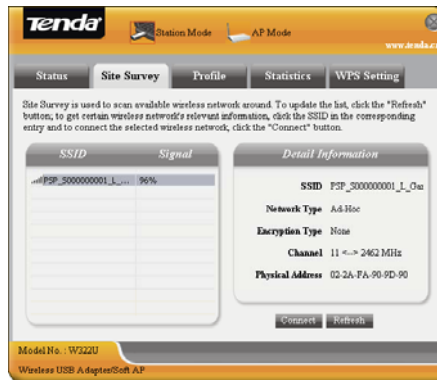 Tenda
Station Mode
AP Mode
www.tenda.c
Status
Site Survey
Profile
Statistics
WPS Setting
Site Survey is used to scan available wireless network around. To update the list, click the "Refresh"
button; to get certain wireless network's relevant information, click the SSID in the corresponding
entry and to connect the selected wireless network, click the "Connect" button.
SSID
Signal
PSP_S000000001_L_...
96%
Detail Information
SSID PSP_S000000001_L_Gas
Network Type Ad-Hoc
Encryption Type None
Channel 11 <--> 2462 MHz
Physical Address 02-2A-FA-90-9D-90
Connect
Refresh
Model No. : W322U
Wireless USB Adapter/Soft AP